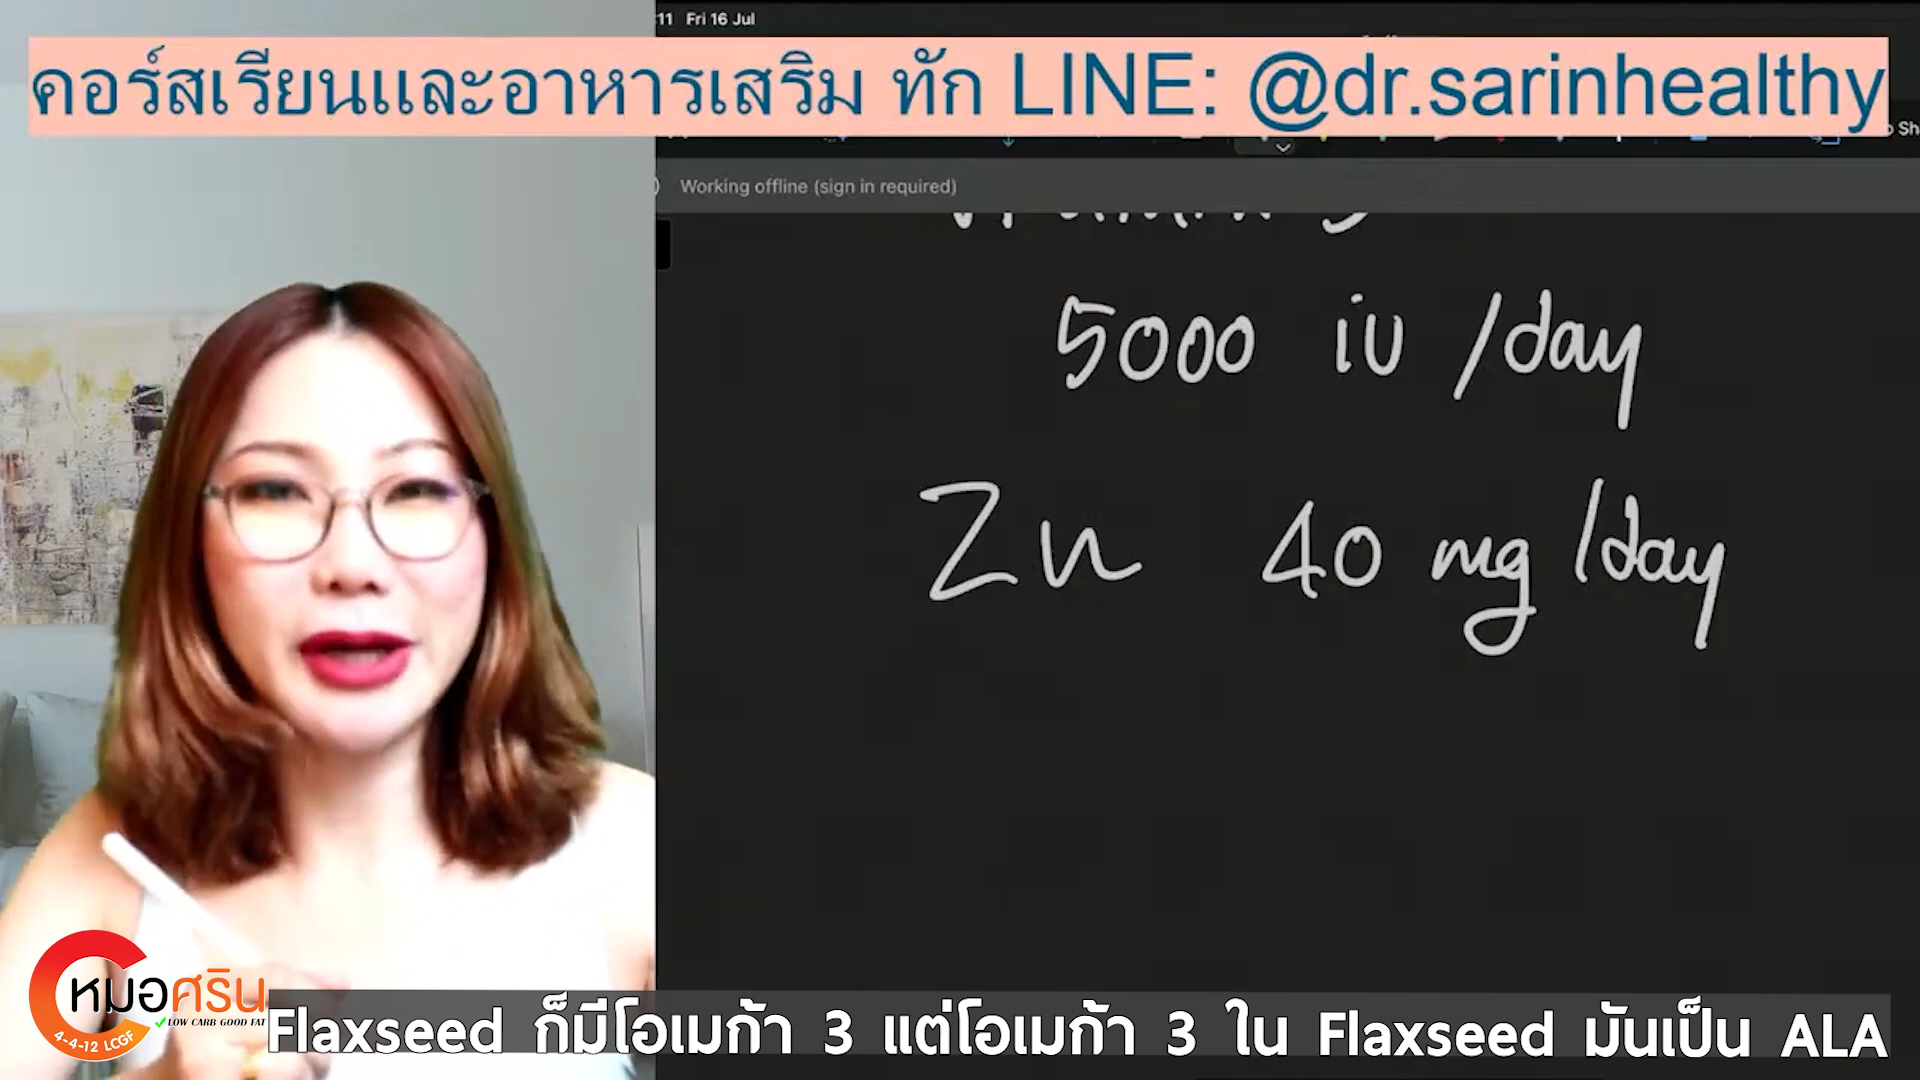 11 Fri 16 Jul
คอร์สเรียนและอาหารเสริม ทัก LINE: @dr.sarinhealthy
Working offline (sign in required)
5000 iu /day
Zn 40 mg /day
หมอศริน
LOW CARB GOOD FAT
4-4-12 LCGF
Flaxseed ก็มีโอเมก้า 3 แต่โอเมก้า 3 ใน Flaxseed มันเป็น ALA